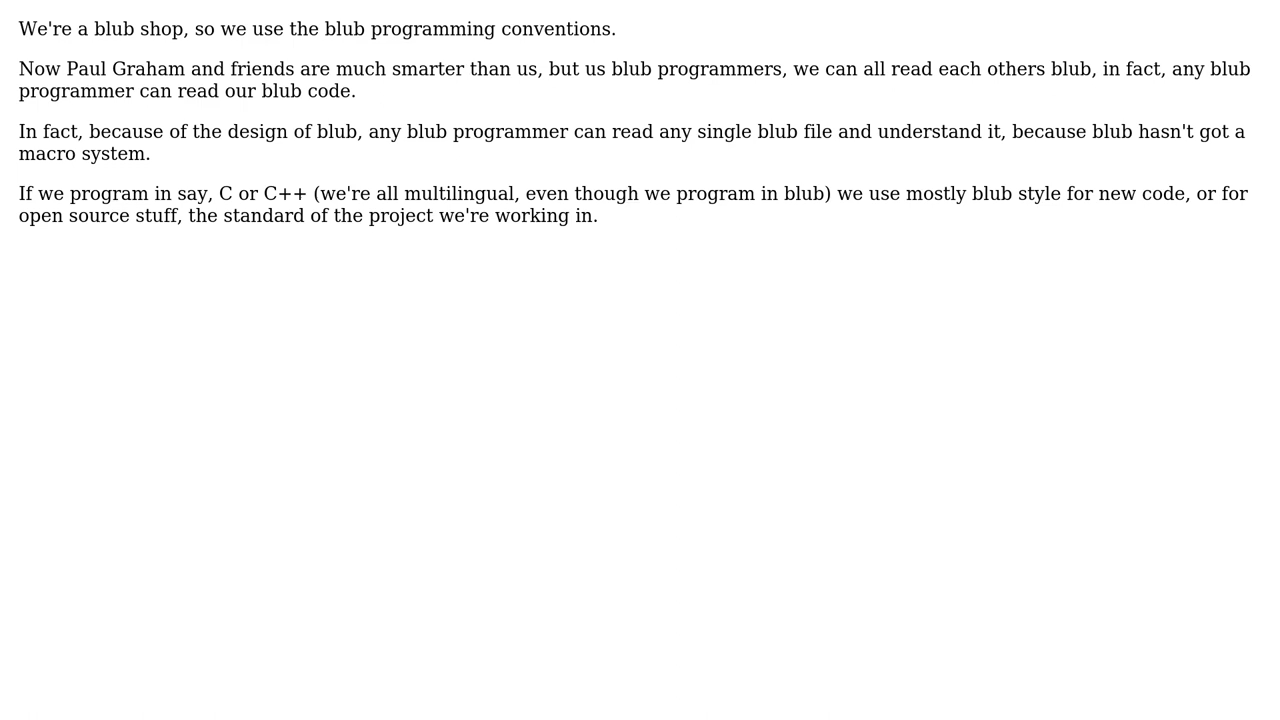 We're a blub shop, so we use the blub programming conventions.
Now Paul Graham and friends are much smarter than us, but us blub programmers, we can all read each others blub, in fact, any blub
programmer can read our blub code.
In fact, because of the design of blub, any blub programmer can read any single blub file and understand it, because blub hasn't got a
macro system.
If we program in say, C or C++ (we're all multilingual, even though we program in blub) we use mostly blub style for new code, or for
open source stuff, the standard of the project we're working in.